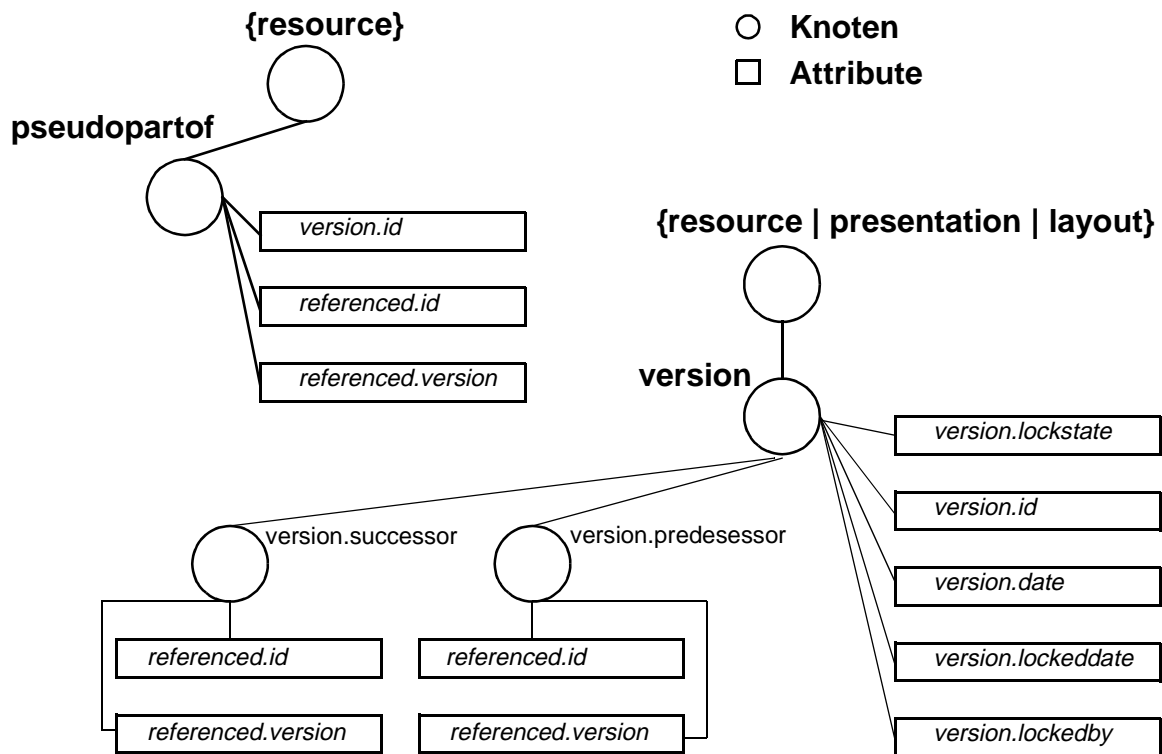 {resource}
Knoten
Attribute
pseudopartof
version.id
referenced.id
referenced.version
{resource | presentation | layout}
version
version.lockstate
version.id
version.date
version.lockeddate
version.lockedby
version.successor
version.predesessor
referenced.id
referenced.id
referenced.version
referenced.version